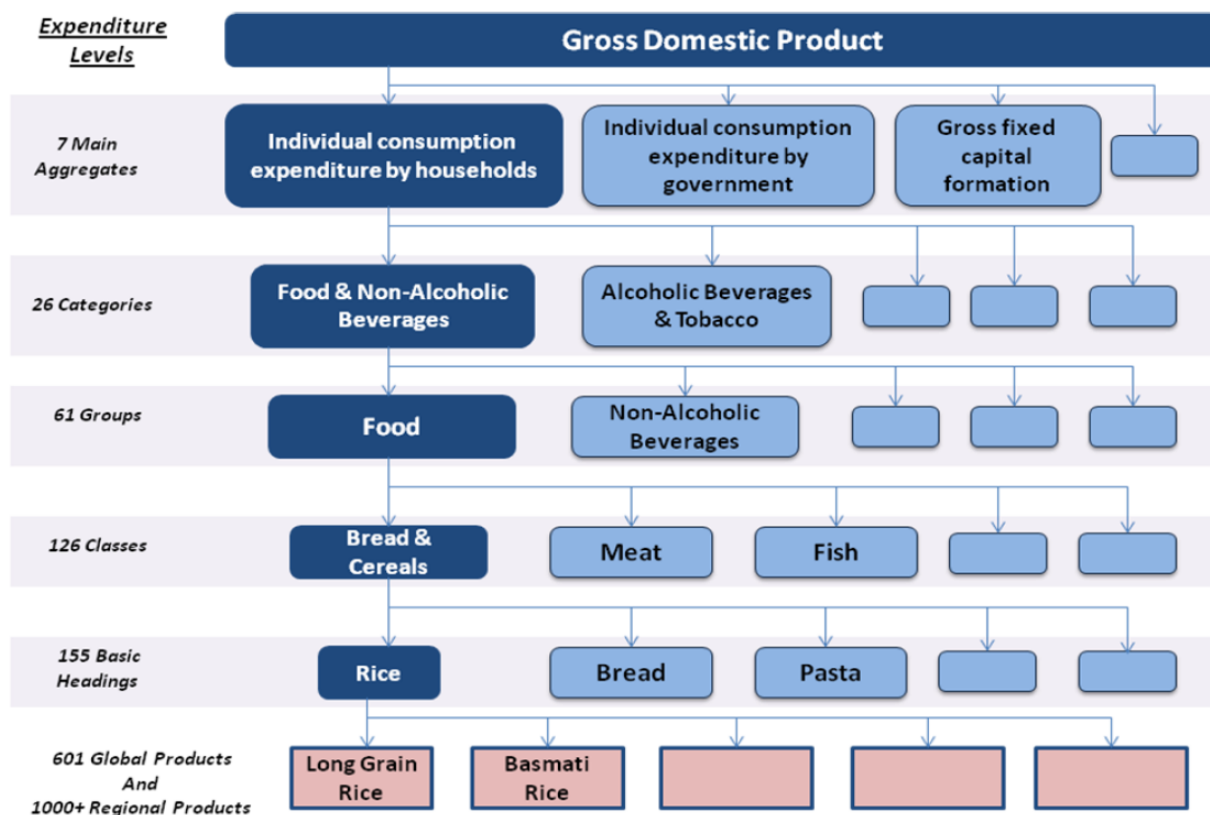 Expenditure
Levels
Gross Domestic Product
7 Main
Aggregates
Individual consumption
expenditure by households
Individual consumption
expenditure by
government
Gross fixed
capital
formation
26 Categories
Food & Non-Alcoholic
Beverages
Alcoholic Beverages
& Tobacco
61 Groups
Food
Non-Alcoholic
Beverages
126 Classes
Bread &
Cereals
Meat
Fish
155 Basic
Headings
Rice
Bread
Pasta
601 Global Products
And
1000+ Regional Products
Long Grain
Rice
Basmati
Rice